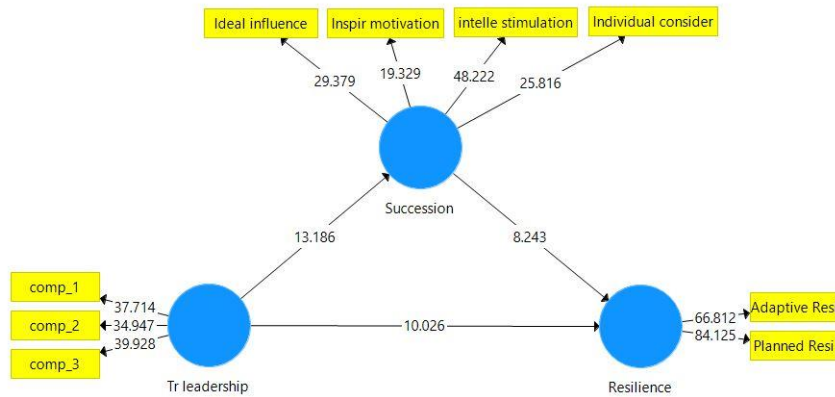 Ideal influence
Inspir motivation
intelle stimulation
Individual consider
29.379
19.329
48.222
25.816
Succession
13.186
8.243
comp_1
comp_2
comp_3
37.714
34.947
39.928
Tr leadership
10.026
Resilience
66.812
84.125
Adaptive Res
Planned Resi